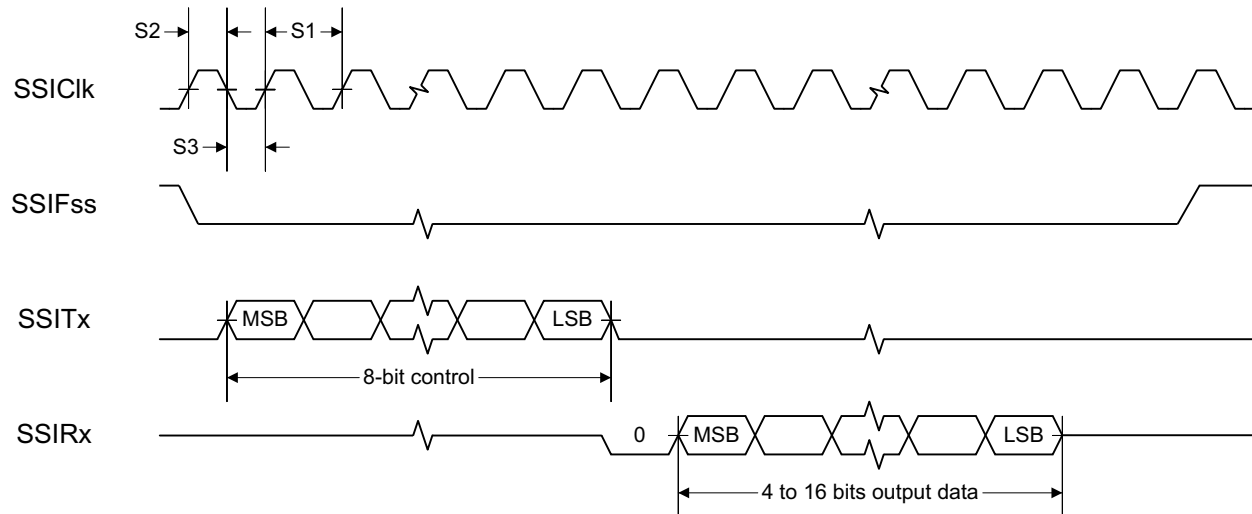 S2
S1
SSIClk
S3
SSIFss
SSITx
MSB
LSB
8-bit control
SSIRx
0
MSB
LSB
4 to 16 bits output data